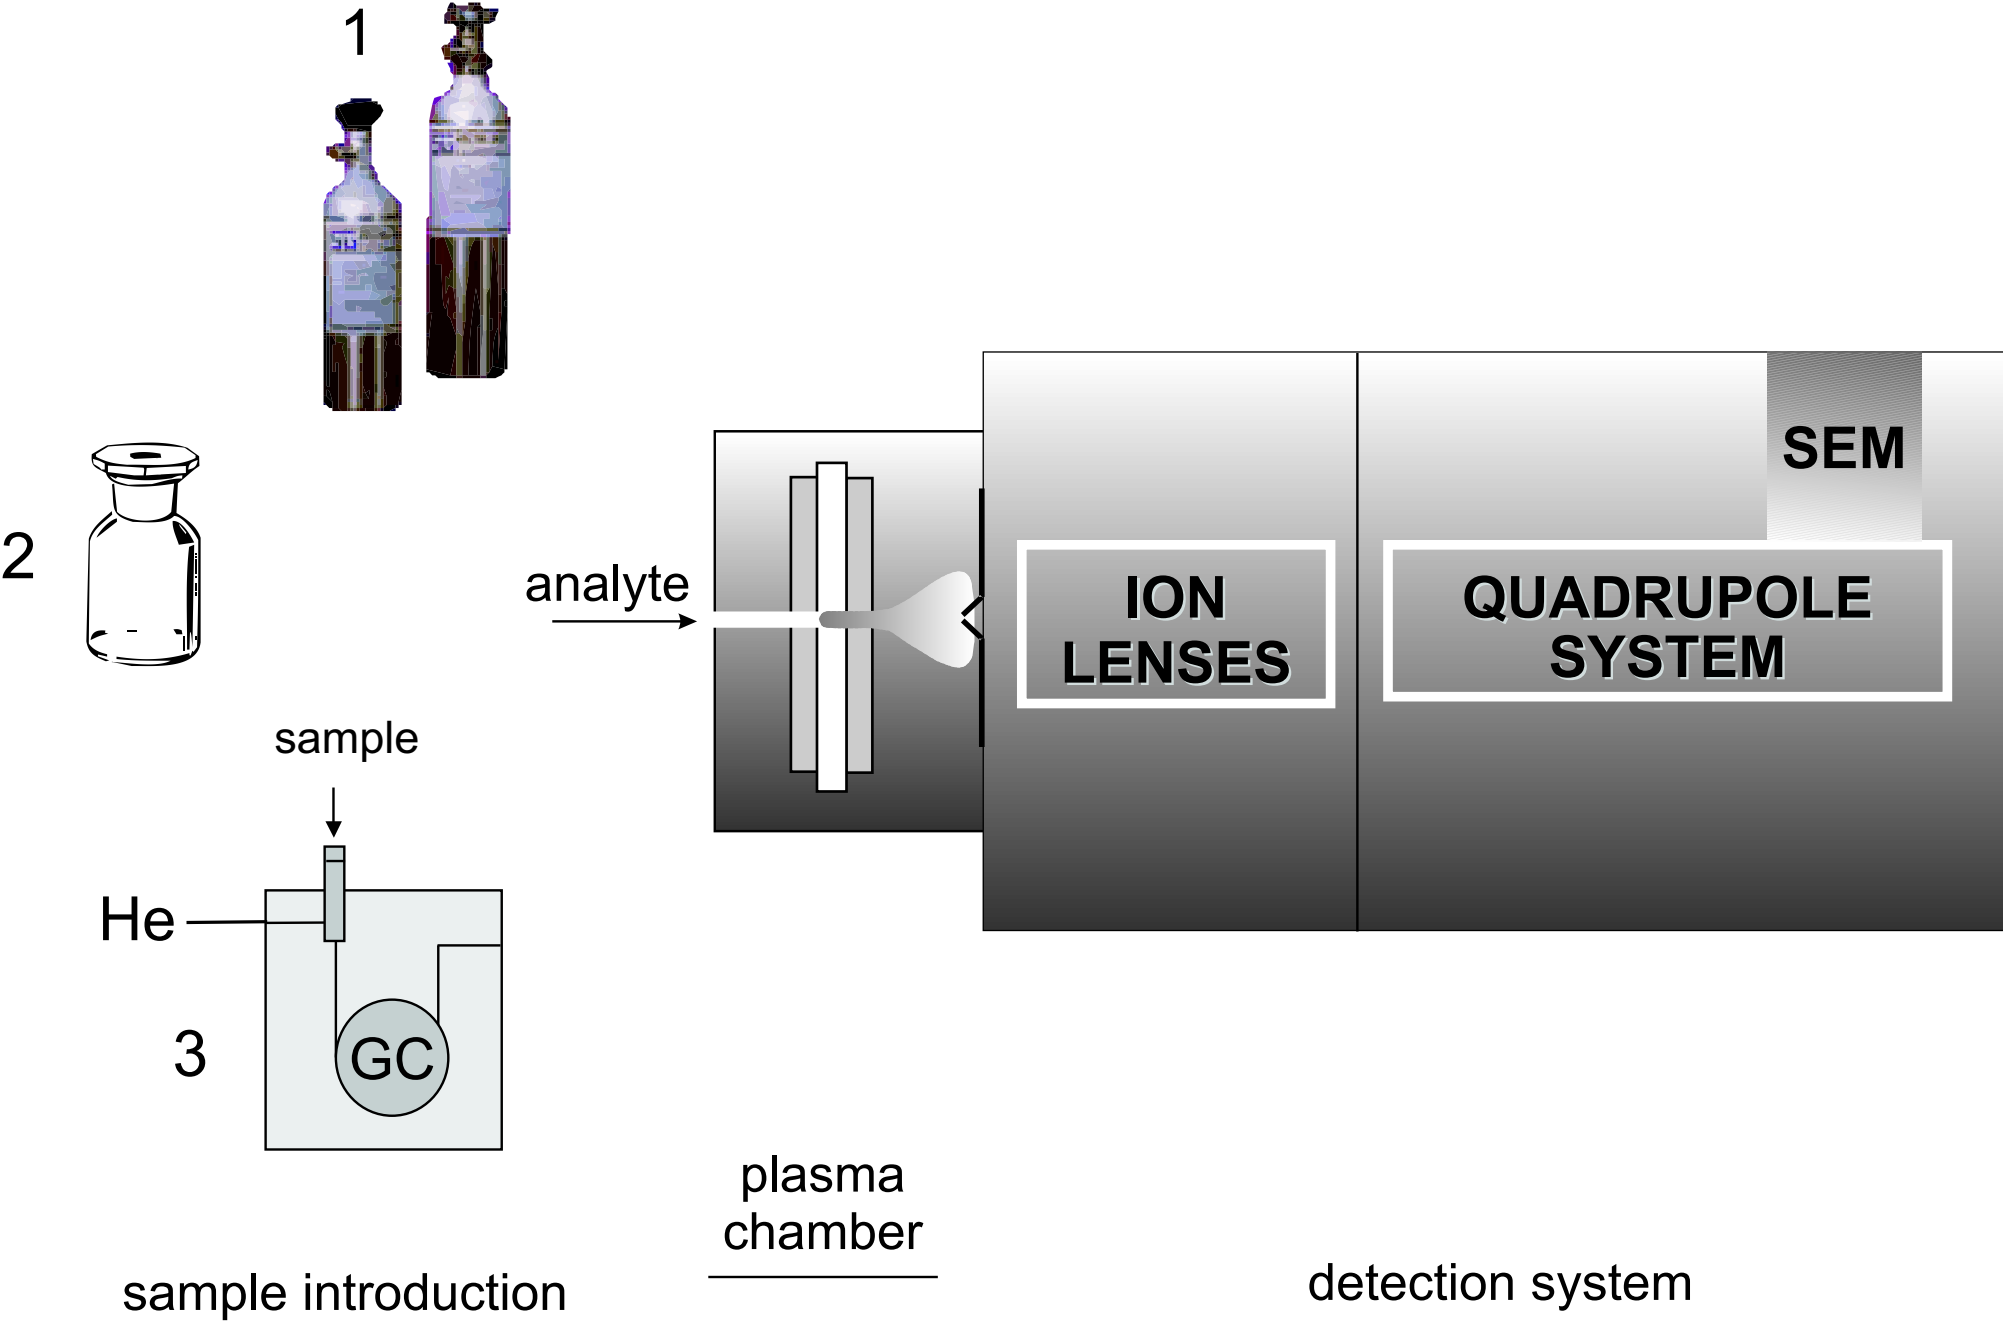 1
2
analyte
SEM
ION
LENSES
QUADRUPOLE
SYSTEM
sample
He
3
GC
plasma
chamber
sample introduction
detection system